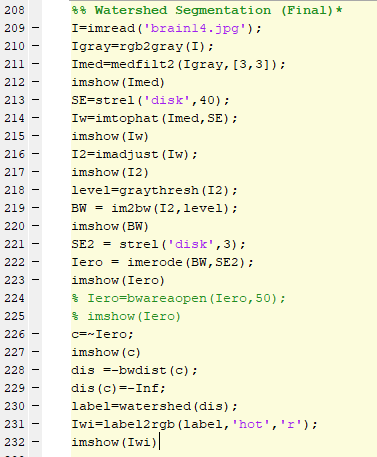 208 %% Watershed Segmentation (Final)*
209 - I=imread('brain14.jpg');
210 - Igray=rgb2gray(I);
211 - Imed=medfilt2(Igray,[3,3]);
212 - imshow(Imed)
213 - SE=strel('disk',40);
214 - Iw=imtophat(Imed,SE);
215 - imshow(Iw)
216 - I2=imadjust(Iw);
217 - imshow(I2)
218 - level=graythresh(I2);
219 - BW = im2bw(I2,level);
220 - imshow(BW)
221 - SE2 = strel('disk',3);
222 - Iero = imerode(BW,SE2);
223 - imshow(Iero)
224 % Iero=bwareaopen(Iero,50);
225 % imshow(Iero)
226 - c=~Iero;
227 - imshow(c)
228 - dis =-bwdist(c);
229 - dis(c)=-Inf;
230 - label=watershed(dis);
231 - Iwi=label2rgb(label,'hot','r');
232 - imshow(Iwi)